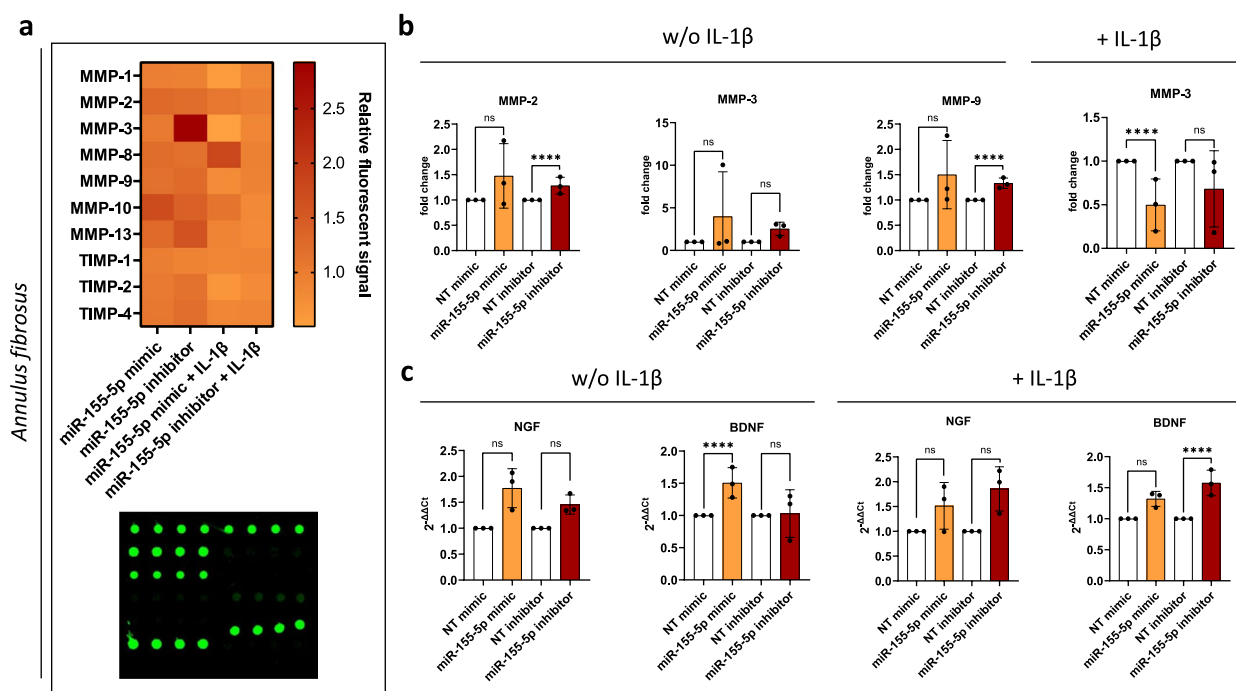 a
Annulus fibrosus
MMP-1
MMP-2
MMP-3
MMP-8
MMP-9
MMP-10
MMP-13
TIMP-1
TIMP-2
TIMP-4
miR-155-5p mimic
miR-155-5p inhibitor
miR-155-5p mimic + IL-1β
miR-155-5p inhibitor + IL-1β
2.5
2.0
1.5
1.0
Relative fluorescent signal
b
w/o IL-1β
+ IL-1β
MMP-2
fold change
2.5
2.0
1.5
1.0
0.5
0.0
ns
****
NT mimic
miR-155-5p mimic
NT inhibitor
miR-155-5p inhibitor
MMP-3
fold change
15
10
5
0
ns
ns
NT mimic
miR-155-5p mimic
NT inhibitor
miR-155-5p inhibitor
MMP-9
fold change
2.5
2.0
1.5
1.0
0.5
0.0
ns
****
NT mimic
miR-155-5p mimic
NT inhibitor
miR-155-5p inhibitor
MMP-3
fold change
1.5
1.0
0.5
0.0
****
ns
NT mimic
miR-155-5p mimic
NT inhibitor
miR-155-5p inhibitor
c
w/o IL-1β
+ IL-1β
NGF
2-ΔΔCt
2.5
2.0
1.5
1.0
0.5
0.0
ns
ns
NT mimic
miR-155-5p mimic
NT inhibitor
miR-155-5p inhibitor
BDNF
2-ΔΔCt
2.0
1.5
1.0
0.5
0.0
****
ns
NT mimic
miR-155-5p mimic
NT inhibitor
miR-155-5p inhibitor
NGF
2-ΔΔCt
2.5
2.0
1.5
1.0
0.5
0.0
ns
ns
NT mimic
miR-155-5p mimic
NT inhibitor
miR-155-5p inhibitor
BDNF
2-ΔΔCt
2.0
1.5
1.0
0.5
0.0
ns
****
NT mimic
miR-155-5p mimic
NT inhibitor
miR-155-5p inhibitor